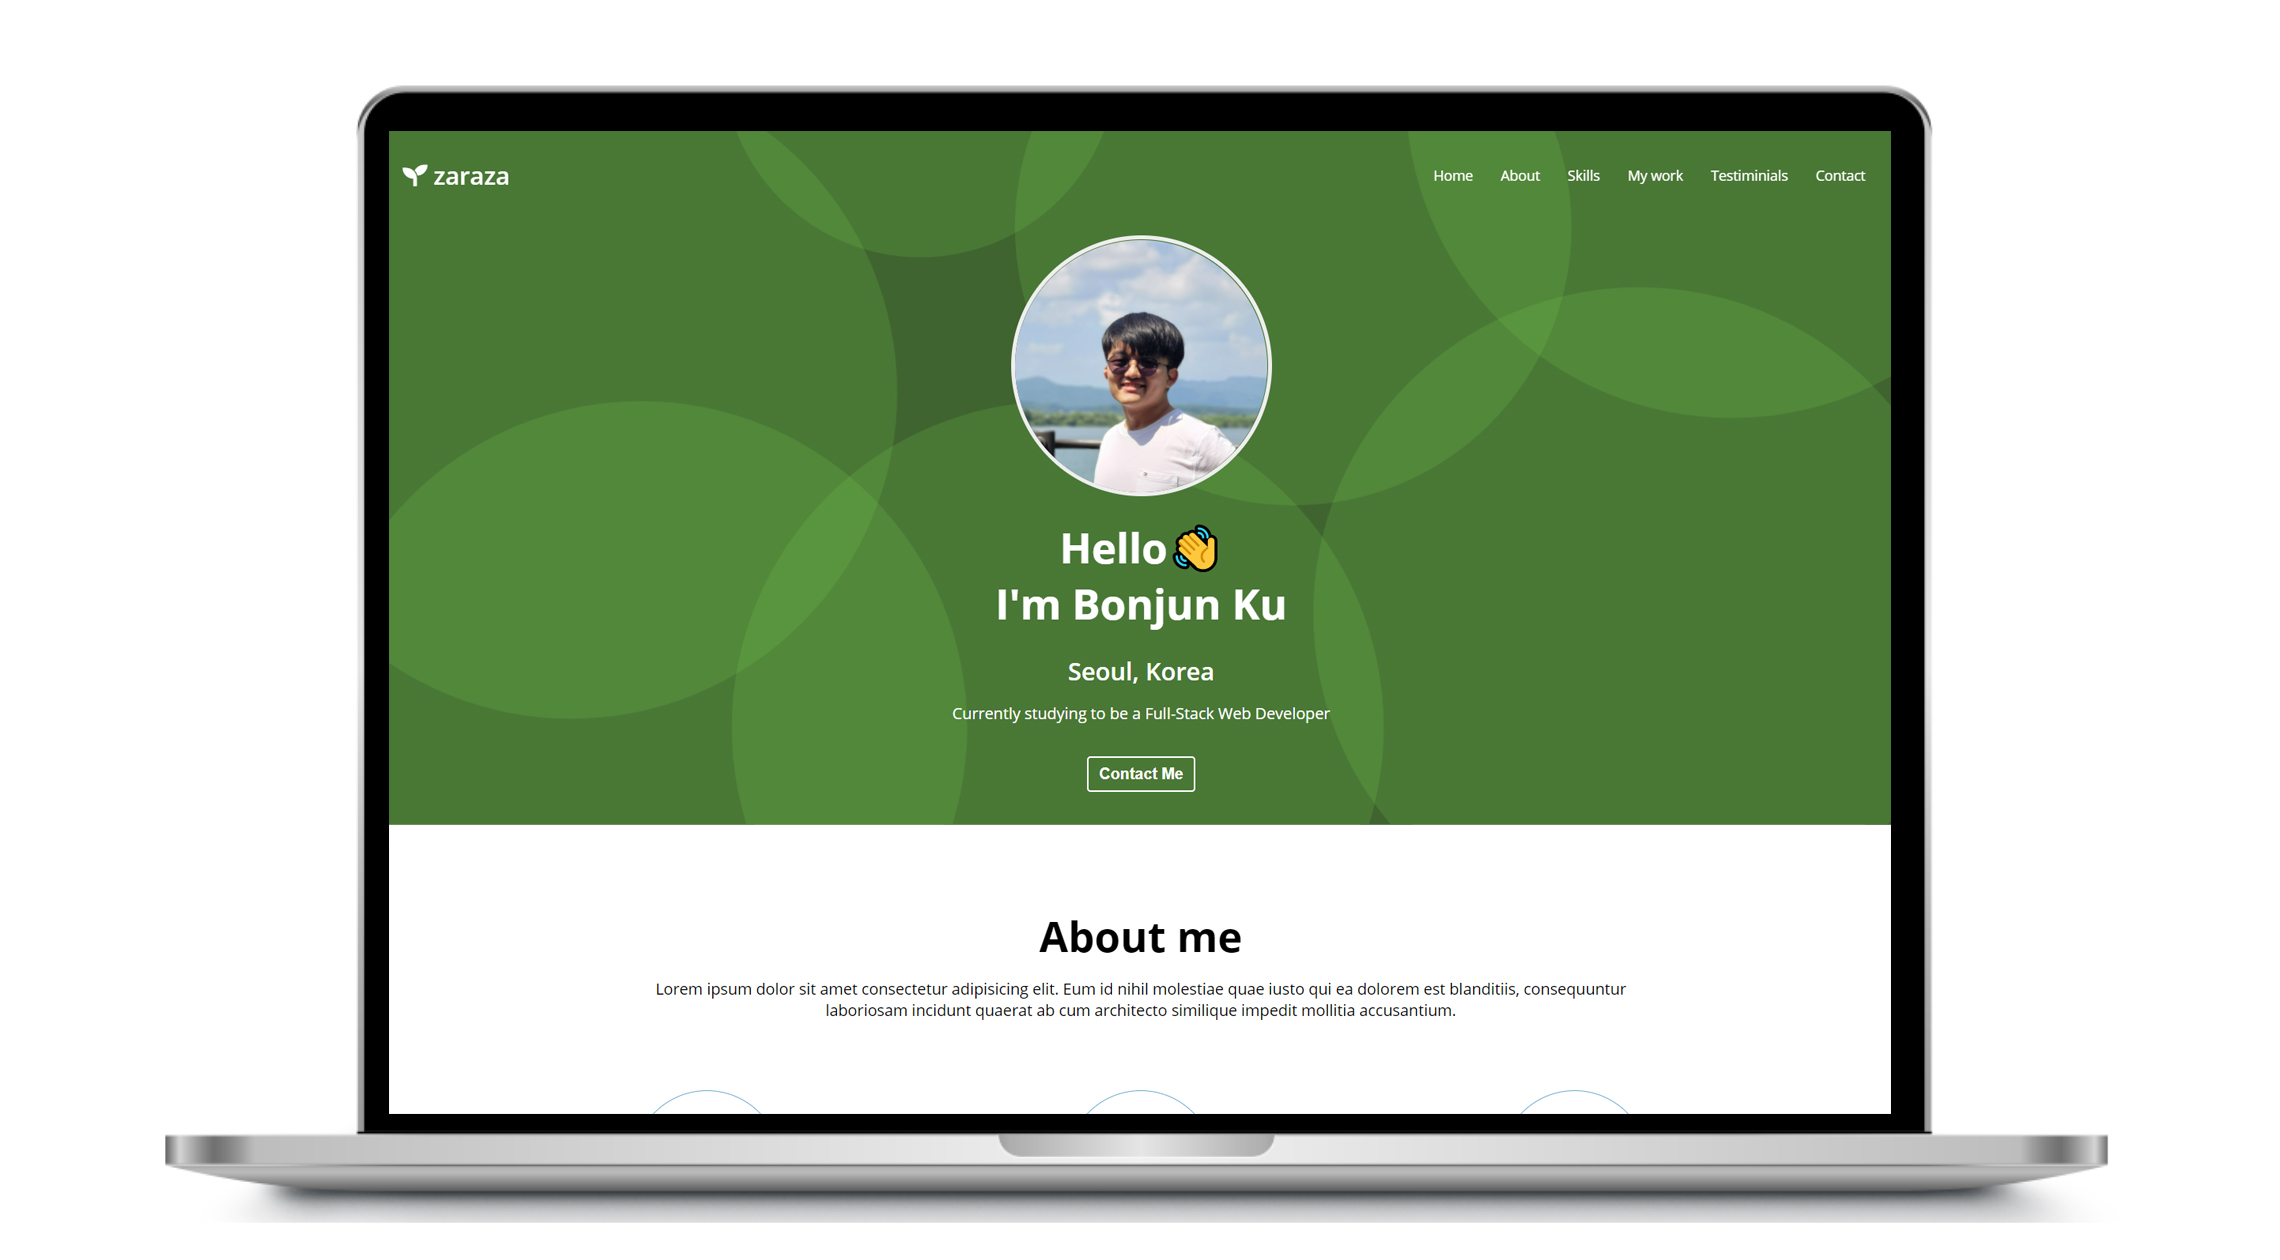 zaraza
Home About Skills My work Testiminials Contact
Hello👋
I'm Bonjun Ku
Seoul, Korea
Currently studying to be a Full-Stack Web Developer
Contact Me
About me
Lorem ipsum dolor sit amet consectetur adipisicing elit. Eum id nihil molestiae quae iusto qui ea dolorem est blanditiis, consequuntur
laboriosam incidunt quaerat ab cum architecto similique impedit mollitia accusantium.